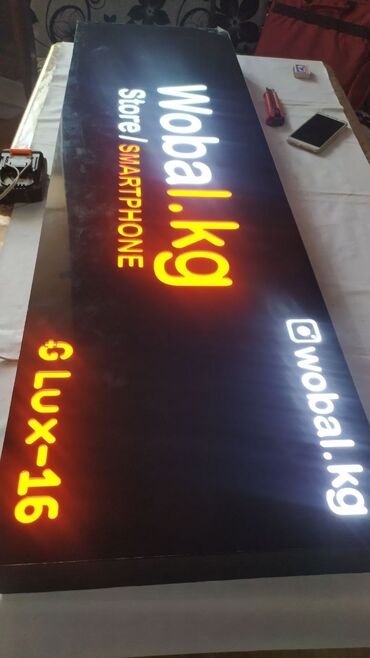 Wobal.kg
Store/ SMARTPHONE
wobal.kg
G Lux-16